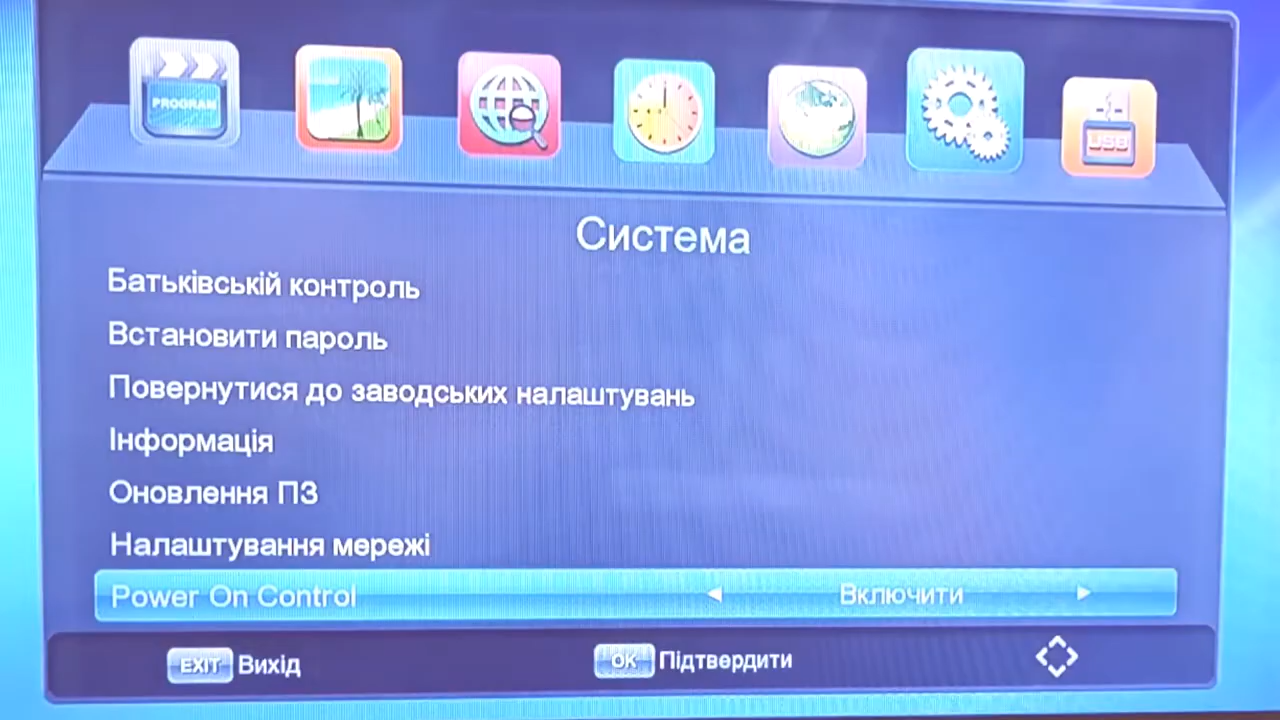 PROGRAM
USB
Система
Батьківській контроль
Встановити пароль
Повернутися до заводських налаштувань
Інформація
Оновлення ПЗ
Налаштування мережі
Power On Control Включити
EXIT Вихід OK Підтвердити